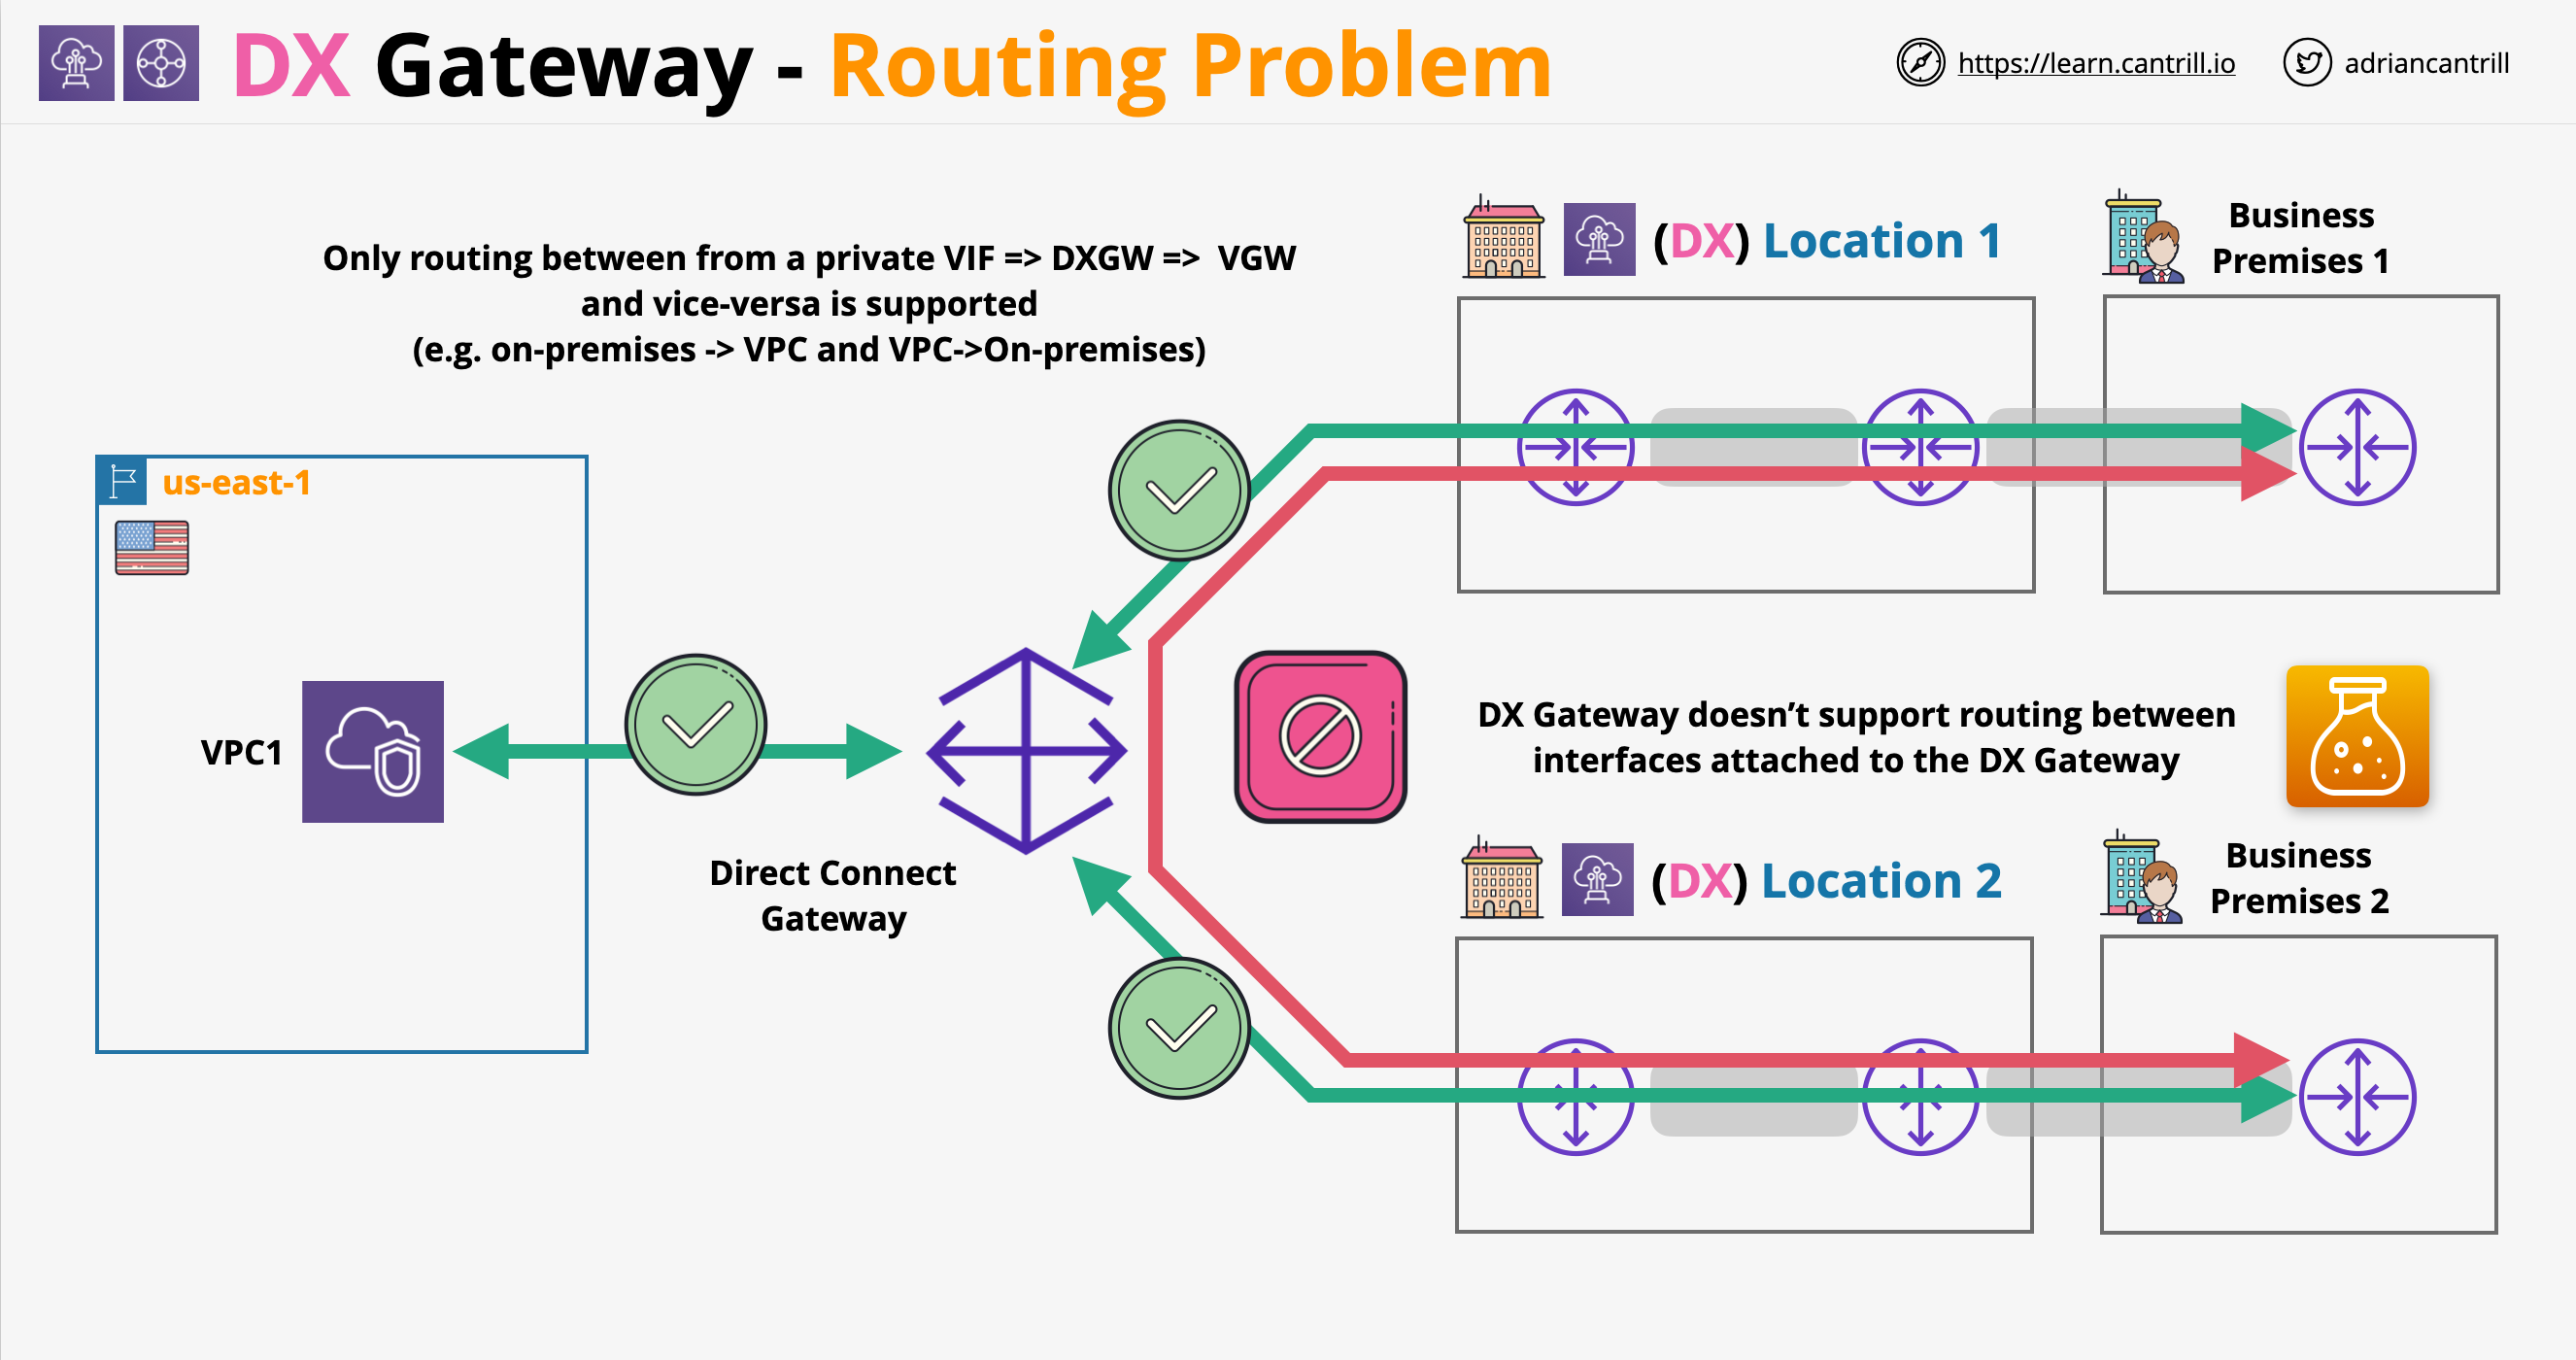 DX Gateway - Routing Problem
https://learn.cantrill.io
adriancantrill
Only routing between from a private VIF => DXGW => VGW
and vice-versa is supported
(e.g. on-premises -> VPC and VPC->On-premises)
(DX) Location 1
Business
Premises 1
us-east-1
VPC1
Direct Connect
Gateway
DX Gateway doesn’t support routing between
interfaces attached to the DX Gateway
(DX) Location 2
Business
Premises 2